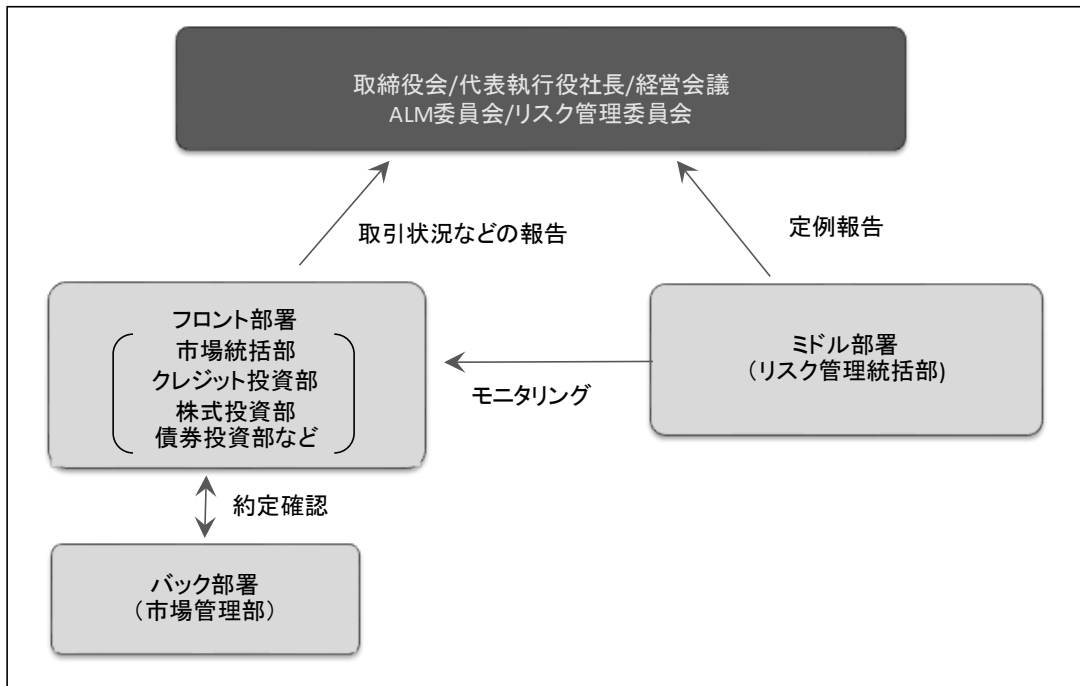 取締役会/代表執行役社長/経営会議
ALM委員会/リスク管理委員会
取引状況などの報告
定例報告
フロント部署
市場統括部
クレジット投資部
株式投資部
債券投資部など
ミドル部署
（リスク管理統括部)
モニタリング
約定確認
バック部署
（市場管理部）